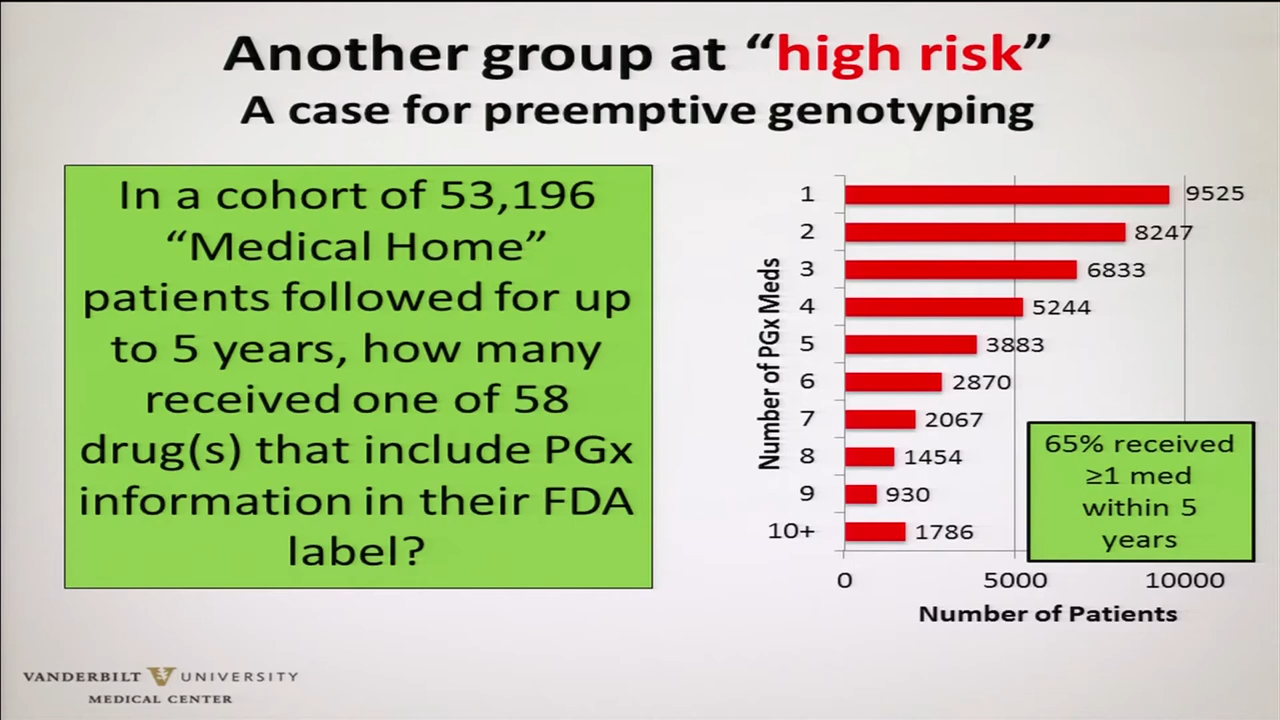 Another group at “high risk”
A case for preemptive genotyping
In a cohort of 53,196
“Medical Home”
patients followed for up
to 5 years, how many
received one of 58
drug(s) that include PGx
information in their FDA
label?
Number of PGx Meds
1 9525
2 8247
3 6833
4 5244
5 3883
6 2870
7 2067
8 1454
9 930
10+ 1786
0 5000 10000
Number of Patients
65% received
≥1 med
within 5
years
VANDERBILT V UNIVERSITY
MEDICAL CENTER